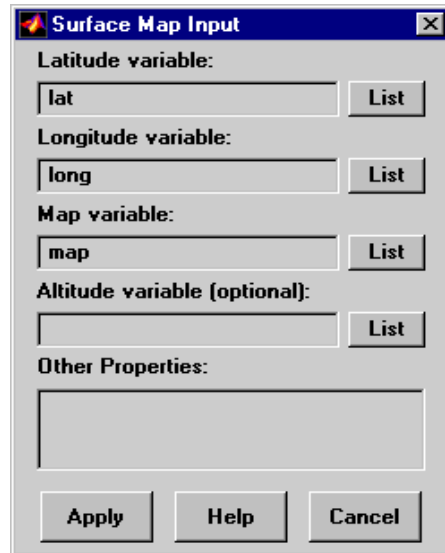 Surface Map Input
Latitude variable:
lat List
Longitude variable:
long List
Map variable:
map List
Altitude variable (optional):
List
Other Properties:
Apply Help Cancel